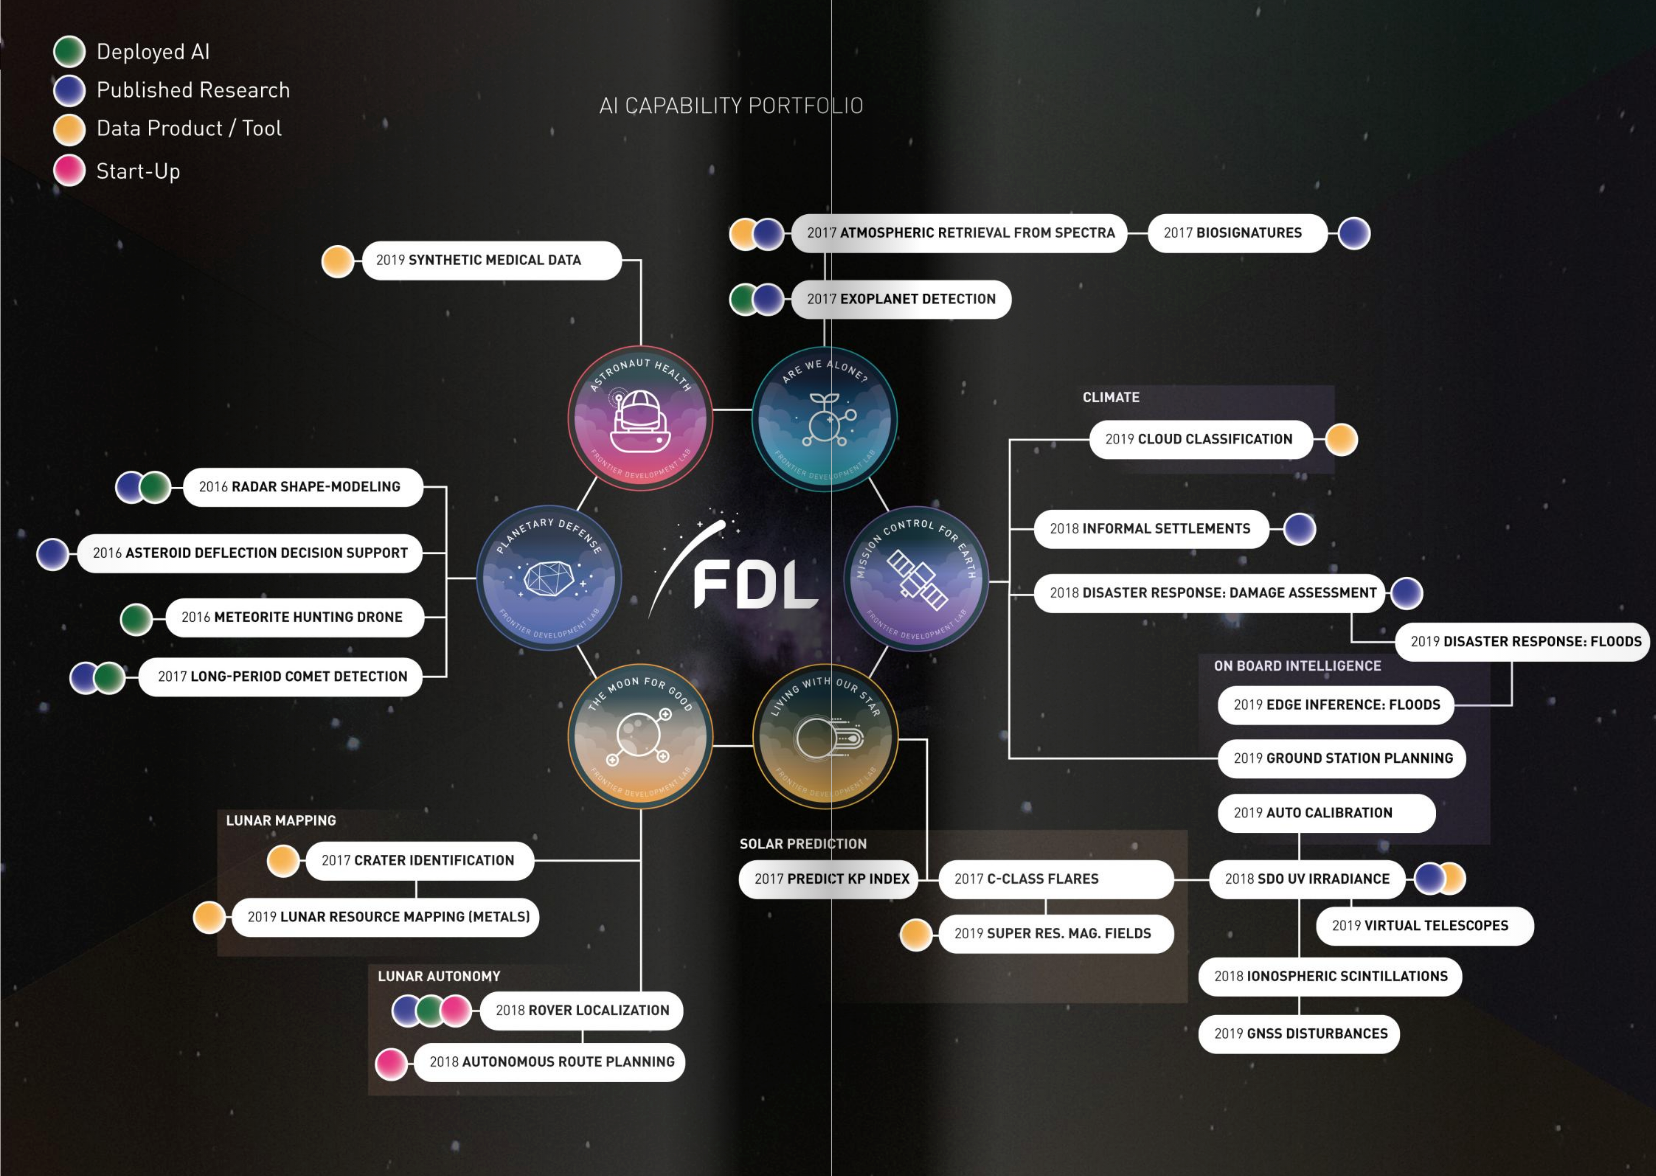 Deployed AI
Published Research
Data Product / Tool
Start-Up
AI CAPABILITY PORTFOLIO
2017 ATMOSPHERIC RETRIEVAL FROM SPECTRA
2017 BIOSIGNATURES
2019 SYNTHETIC MEDICAL DATA
2017 EXOPLANET DETECTION
ASTRONAUT HEALTH
FRONTIER DEVELOPMENT LAB
ARE WE ALONE?
FRONTIER DEVELOPMENT LAB
CLIMATE
2019 CLOUD CLASSIFICATION
2016 RADAR SHAPE-MODELING
2016 ASTEROID DEFLECTION DECISION SUPPORT
2016 METEORITE HUNTING DRONE
2017 LONG-PERIOD COMET DETECTION
PLANETARY DEFENSE
FRONTIER DEVELOPMENT LAB
FDL
MISSION CONTROL FOR EARTH
FRONTIER DEVELOPMENT LAB
2018 INFORMAL SETTLEMENTS
2018 DISASTER RESPONSE: DAMAGE ASSESSMENT
2019 DISASTER RESPONSE: FLOODS
ON BOARD INTELLIGENCE
2019 EDGE INFERENCE: FLOODS
2019 GROUND STATION PLANNING
2019 AUTO CALIBRATION
THE MOON FOR GOOD
FRONTIER DEVELOPMENT LAB
LIVING WITH OUR STAR
FRONTIER DEVELOPMENT LAB
LUNAR MAPPING
2017 CRATER IDENTIFICATION
2019 LUNAR RESOURCE MAPPING (METALS)
LUNAR AUTONOMY
2018 ROVER LOCALIZATION
2018 AUTONOMOUS ROUTE PLANNING
SOLAR PREDICTION
2017 PREDICT KP INDEX
2017 C-CLASS FLARES
2019 SUPER RES. MAG. FIELDS
2018 SDO UV IRRADIANCE
2019 VIRTUAL TELESCOPES
2018 IONOSPHERIC SCINTILLATIONS
2019 GNSS DISTURBANCES